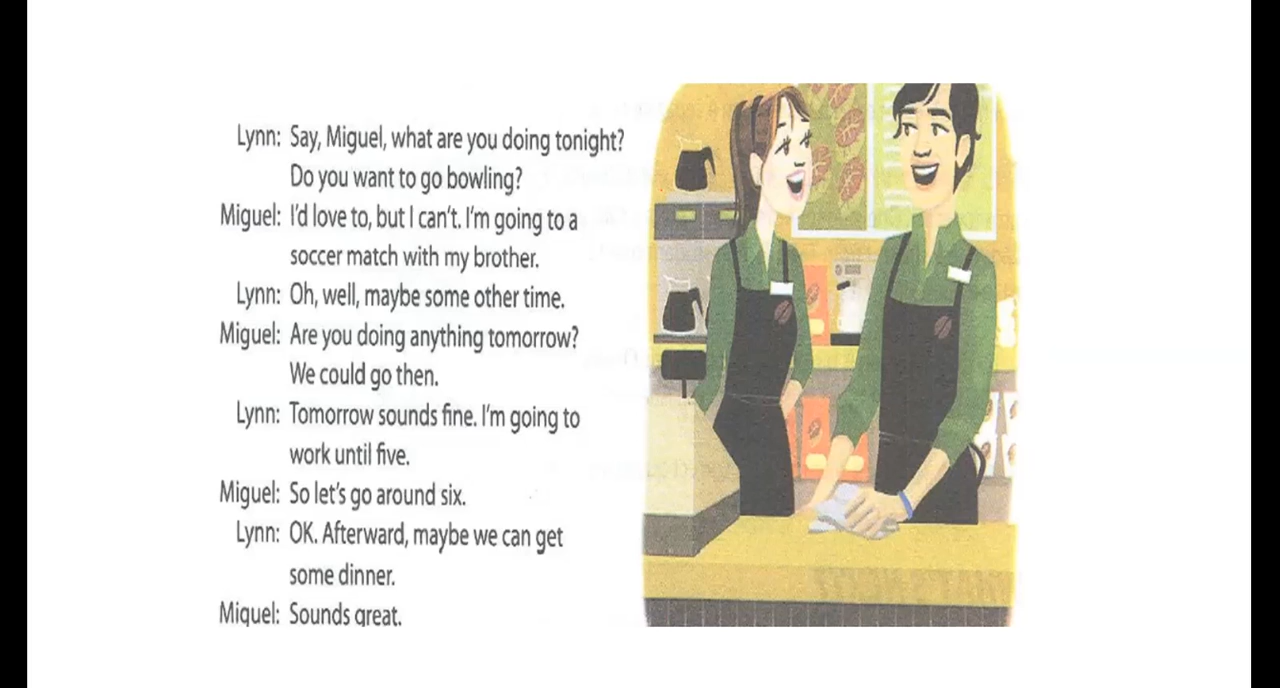 Lynn: Say, Miguel, what are you doing tonight?
Do you want to go bowling?
Miguel: I'd love to, but I can't. I'm going to a
soccer match with my brother.
Lynn: Oh, well, maybe some other time.
Miguel: Are you doing anything tomorrow?
We could go then.
Lynn: Tomorrow sounds fine. I'm going to
work until five.
Miguel: So let's go around six.
Lynn: OK. Afterward, maybe we can get
some dinner.
Miguel: Sounds great.